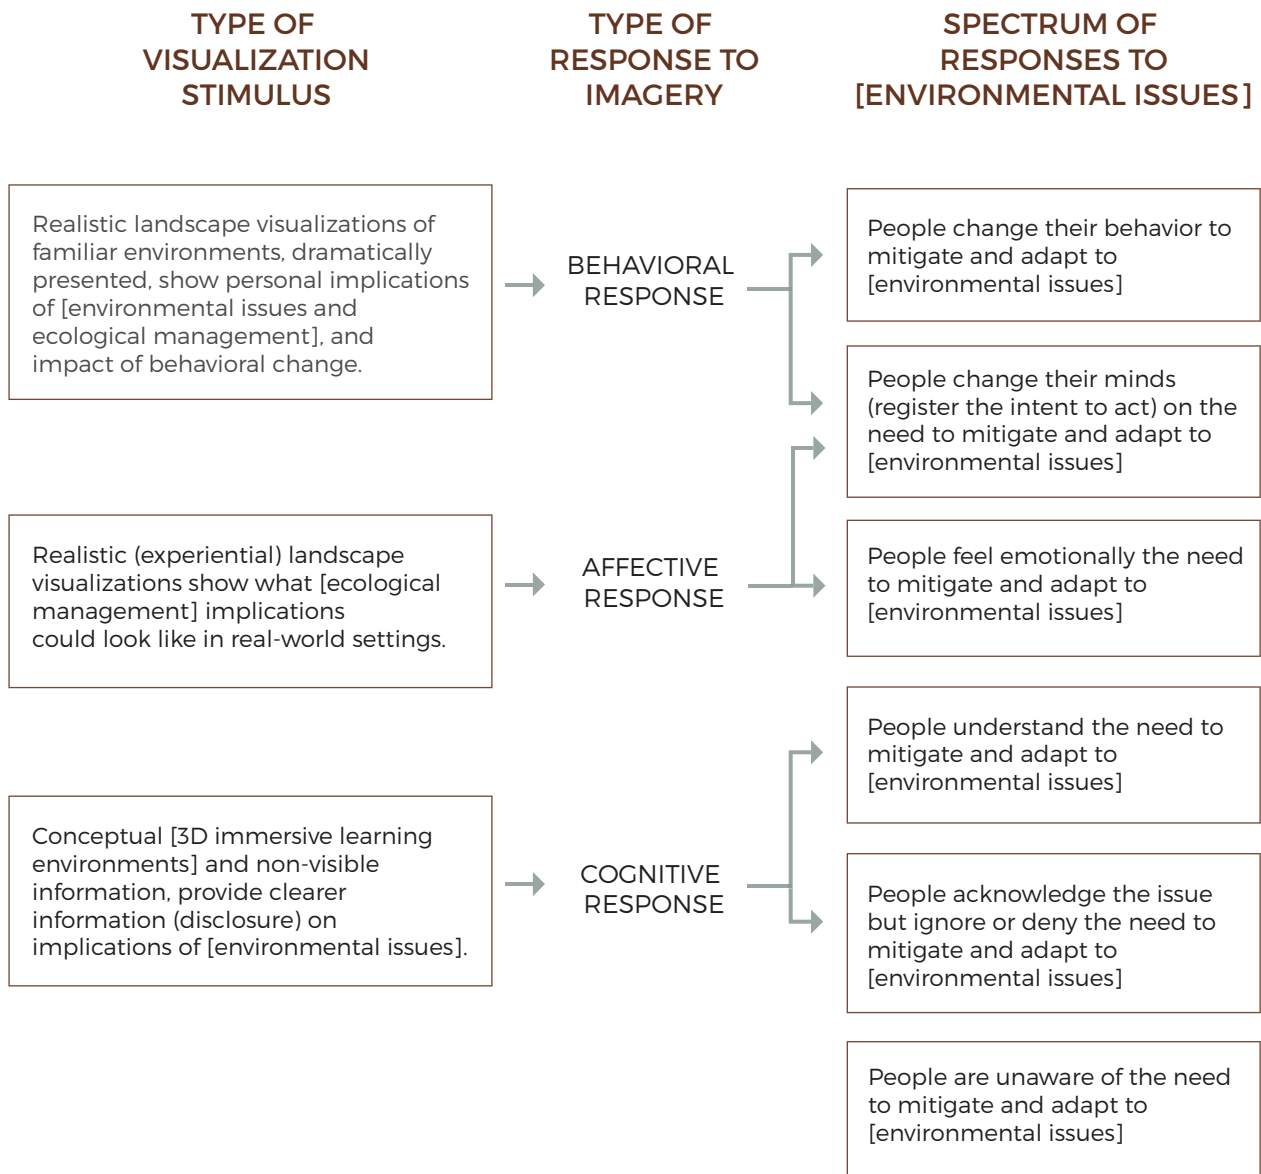 TYPE OF
VISUALIZATION
STIMULUS
TYPE OF
RESPONSE TO
IMAGERY
SPECTRUM OF
RESPONSES TO
[ENVIRONMENTAL ISSUES]
Realistic landscape visualizations of
familiar environments, dramatically
presented, show personal implications
of [environmental issues and
ecological management], and
impact of behavioral change.
BEHAVIORAL
RESPONSE
People change their behavior to
mitigate and adapt to
[environmental issues]
People change their minds
(register the intent to act) on the
need to mitigate and adapt to
[environmental issues]
Realistic (experiential) landscape
visualizations show what [ecological
management] implications
could look like in real-world settings.
AFFECTIVE
RESPONSE
People feel emotionally the need
to mitigate and adapt to
[environmental issues]
People understand the need to
mitigate and adapt to
[environmental issues]
Conceptual [3D immersive learning
environments] and non-visible
information, provide clearer
information (disclosure) on
implications of [environmental issues].
COGNITIVE
RESPONSE
People acknowledge the issue
but ignore or deny the need to
mitigate and adapt to
[environmental issues]
People are unaware of the need
to mitigate and adapt to
[environmental issues]